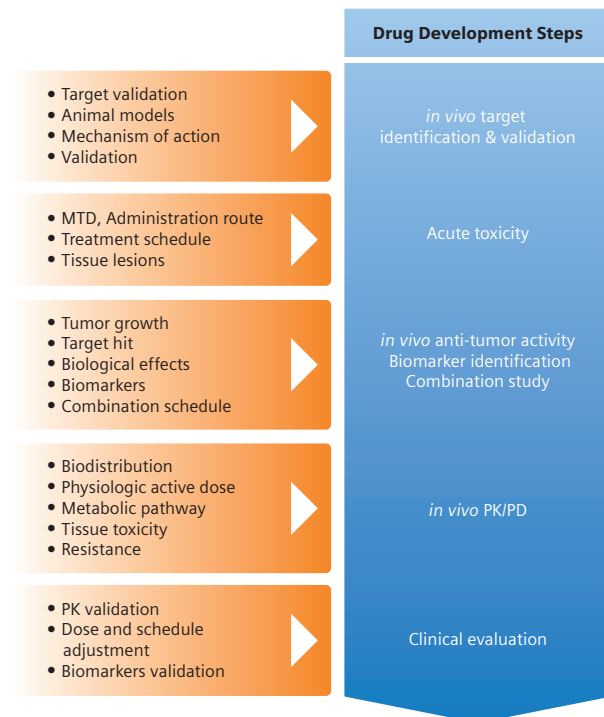 Drug Development Steps
• Target validation
• Animal models
• Mechanism of action
• Validation
in vivo target
identification & validation
• MTD, Administration route
• Treatment schedule
• Tissue lesions
Acute toxicity
• Tumor growth
• Target hit
• Biological effects
• Biomarkers
• Combination schedule
in vivo anti-tumor activity
Biomarker identification
Combination study
• Biodistribution
• Physiologic active dose
• Metabolic pathway
• Tissue toxicity
• Resistance
in vivo PK/PD
• PK validation
• Dose and schedule
adjustment
• Biomarkers validation
Clinical evaluation